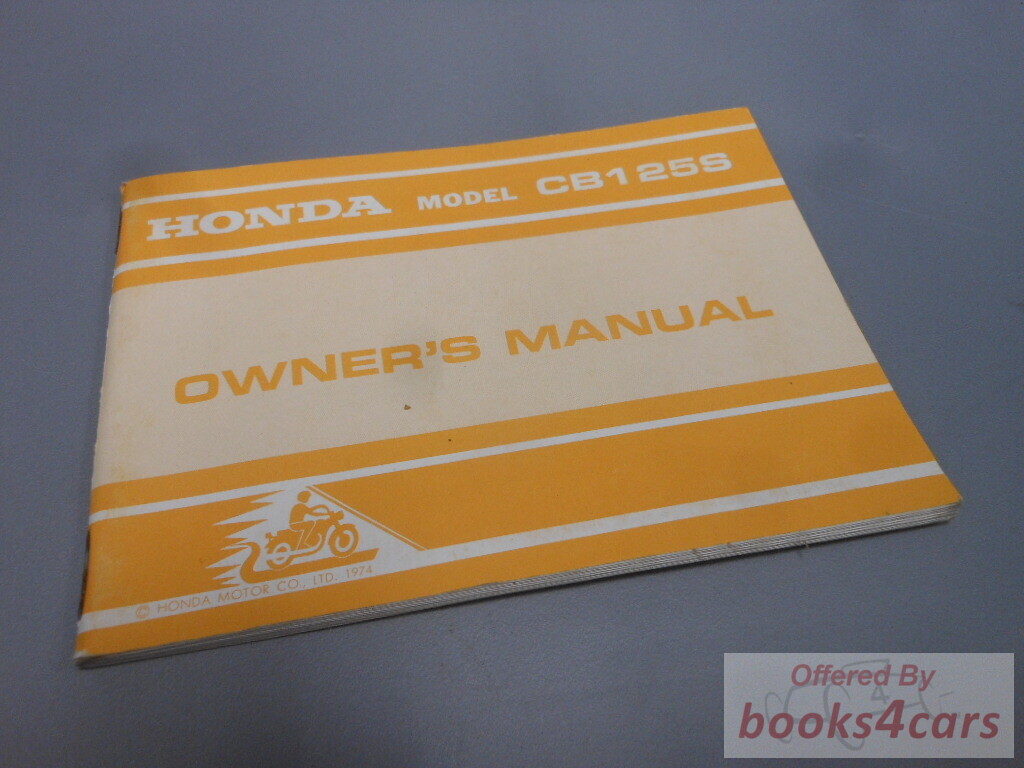 HONDA MODEL CB125S
OWNER'S MANUAL
© HONDA MOTOR CO., LTD. 1974
Offered By
books4cars